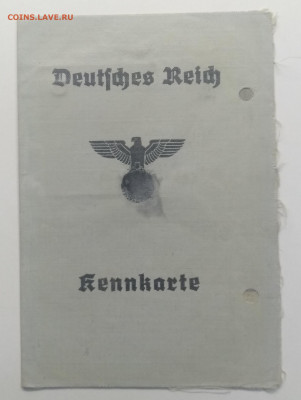 COINS.LAVE.RU
Deutsches Reich
Kennkarte